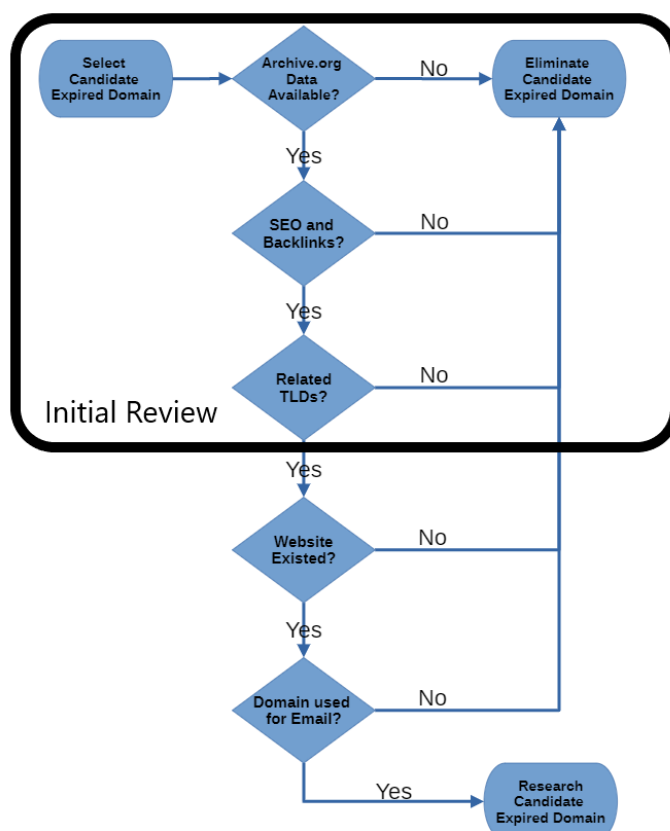 Select
Candidate
Expired Domain
Archive.org
Data
Available?
No
Eliminate
Candidate
Expired Domain
Yes
SEO and
Backlinks?
No
Yes
Related
TLDs?
No
Initial Review
Yes
Website
Existed?
No
Yes
Domain used
for Email?
No
Yes
Research
Candidate
Expired Domain